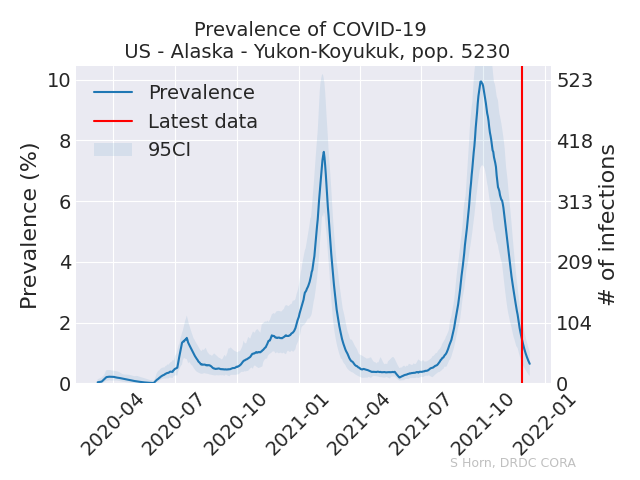 Prevalence of COVID-19
US - Alaska - Yukon-Koyukuk, pop. 5230
Prevalence
Latest data
95CI
Prevalence (%)
10
8
6
4
2
0
# of infections
523
418
313
209
104
0
2020-04
2020-07
2020-10
2021-01
2021-04
2021-07
2021-10
2022-01
S Horn, DRDC CORA